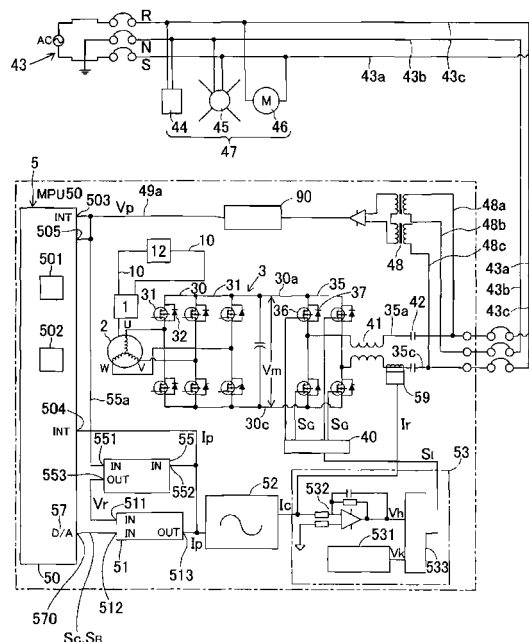 R
AC
N
S
43
43a
43b
43c
M
44
45
46
47
5
MPU50
503
INT
Vp
49a
90
505
48a
48b
48c
48
43a
43b
43c
501
12
10
10
30
31
3
30a
35
37
31
1
32
36
35a
42
41
502
U
2
W
V
Vm
35c
59
30c
504
SG
SG
Ir
INT
55a
Ip
40
Si
53
551
55
52
IN
IN
OUT
553
552
Ic
532
Vh
57
Vr
511
531
Vk
D/A
IN
OUT
Ip
IN
533
50
51
513
570
512
Sc,SB